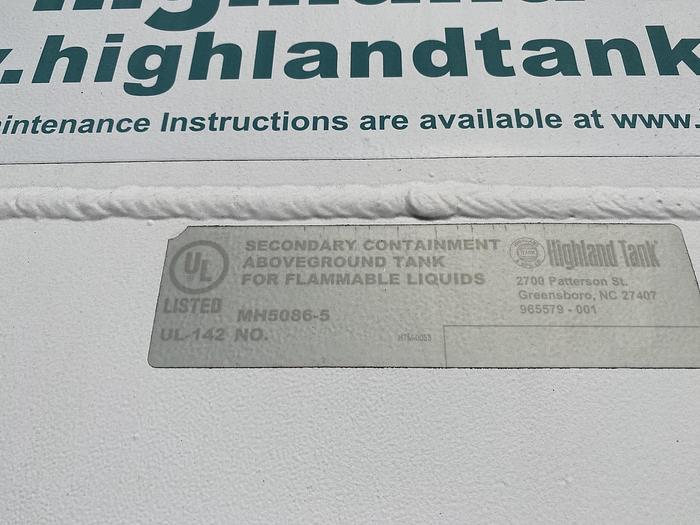 .highlandtank
Instructions are available at www.
SECONDARY CONTAINMENT
ABOVEGROUND TANK
FOR FLAMMABLE LIQUIDS
UL
LISTED
MH5086-5
UL-142 NO.
Highland Tank
2700 Patterson St.
Greensboro, NC 27407
965579 - 001